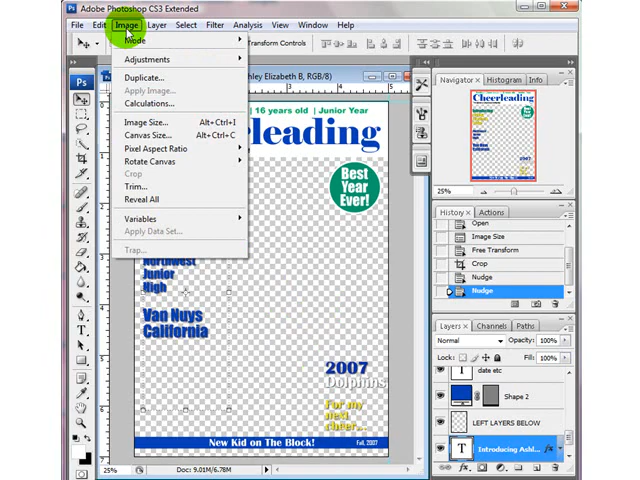 Adobe Photoshop CS3 Extended
File Edit Image Layer Select Filter Analysis View Window Help
Mode
Adjustments
Duplicate...
Apply Image...
Calculations...
Image Size... Alt+Ctrl+I
Canvas Size... Alt+Ctrl+C
Pixel Aspect Ratio
Rotate Canvas
Crop
Trim...
Reveal All
Variables
Apply Data Set...
Trap...
Transform Controls
Ps
hley Elizabeth B, RGB/8)
| 16 years old | Junior Year
rleading
Best
Year
Ever!
Northwest
Junior
High
Van Nuys
California
2007
Dolphins
For my
next
cheer...
New Kid on The Block! Fall, 2007
25% Doc: 9.01M/6.78M
Navigator Histogram Info
Cheerleading
25%
History Actions
Open
Image Size
Free Transform
Crop
Nudge
Nudge
Layers Channels Paths
Normal Opacity: 100%
Lock: Fill: 100%
T date etc
Shape 2
LEFT LAYERS BELOW
T Introducing Ashl... fx